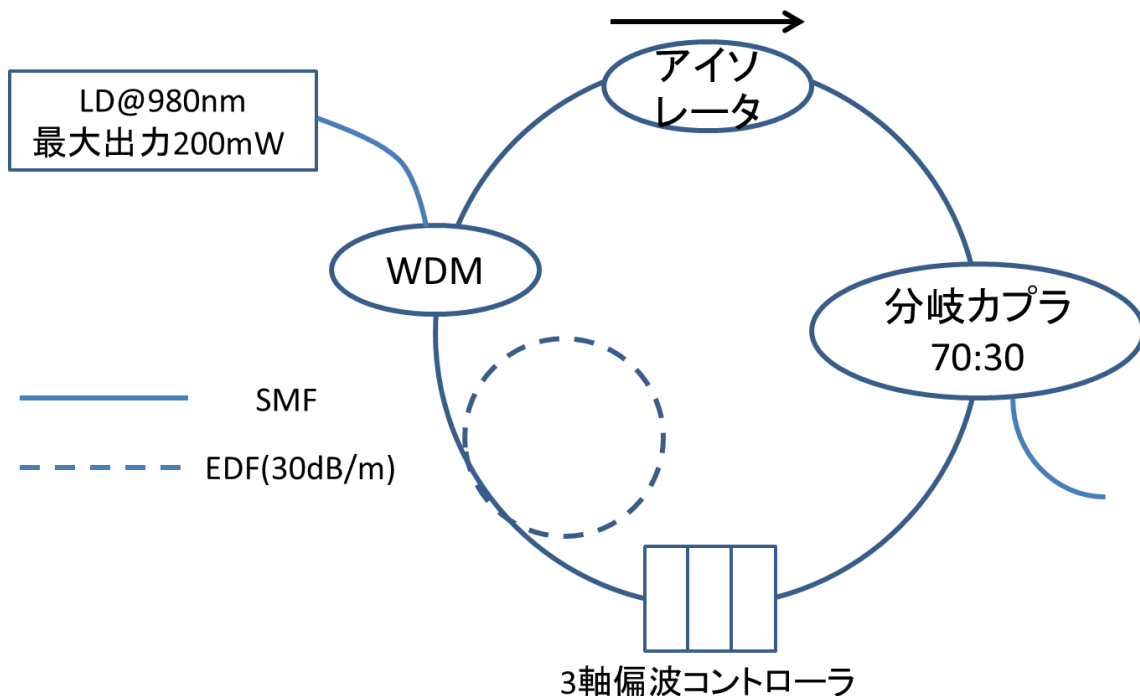 アイソ
レータ
LD@980nm
最大出力200mW
WDM
分岐カプラ
70:30
SMF
EDF(30dB/m)
3軸偏波コントローラ